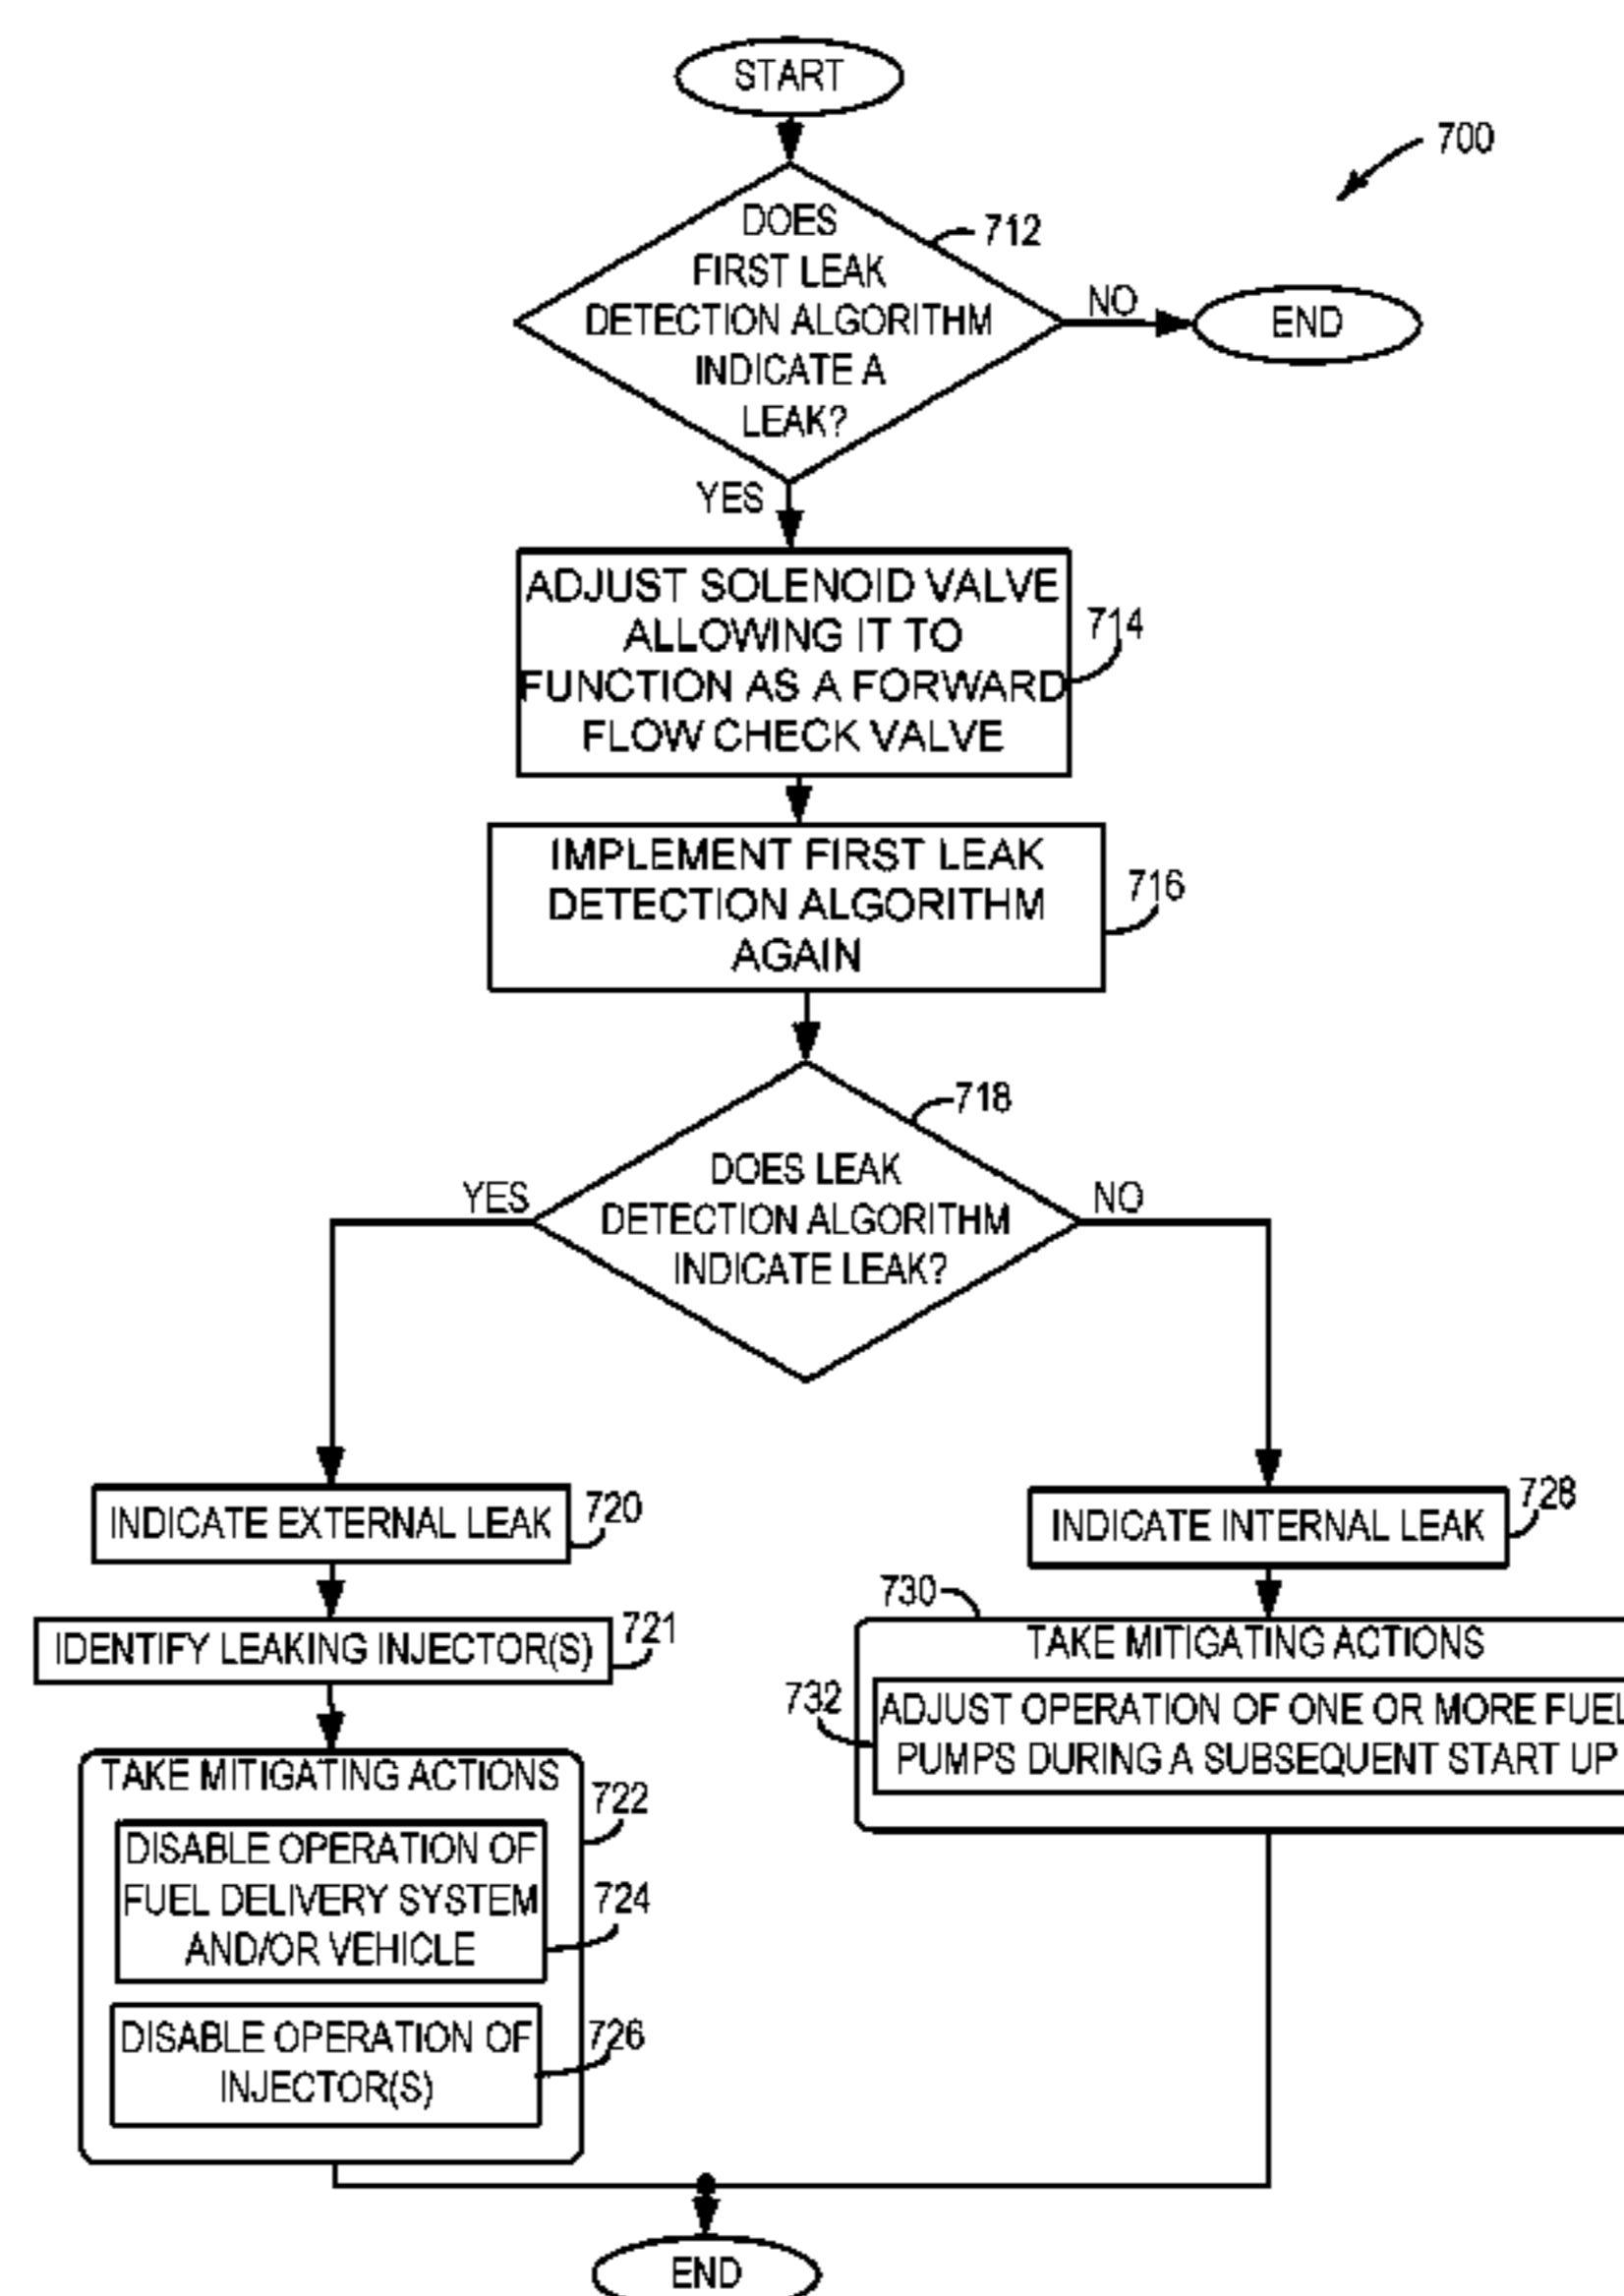 START
700
DOES
FIRST LEAK
DETECTION ALGORITHM
INDICATE A
LEAK?
712
NO
END
YES
ADJUST SOLENOID VALVE
ALLOWING IT TO
FUNCTION AS A FORWARD
FLOW CHECK VALVE
714
IMPLEMENT FIRST LEAK
DETECTION ALGORITHM
AGAIN
716
718
DOES LEAK
DETECTION ALGORITHM
INDICATE LEAK?
YES
NO
INDICATE EXTERNAL LEAK
720
IDENTIFY LEAKING INJECTOR(S)
721
TAKE MITIGATING ACTIONS
722
DISABLE OPERATION OF
FUEL DELIVERY SYSTEM
AND/OR VEHICLE
724
DISABLE OPERATION OF
INJECTOR(S)
726
INDICATE INTERNAL LEAK
728
730
TAKE MITIGATING ACTIONS
732
ADJUST OPERATION OF ONE OR MORE FUEL
PUMPS DURING A SUBSEQUENT START UP
END